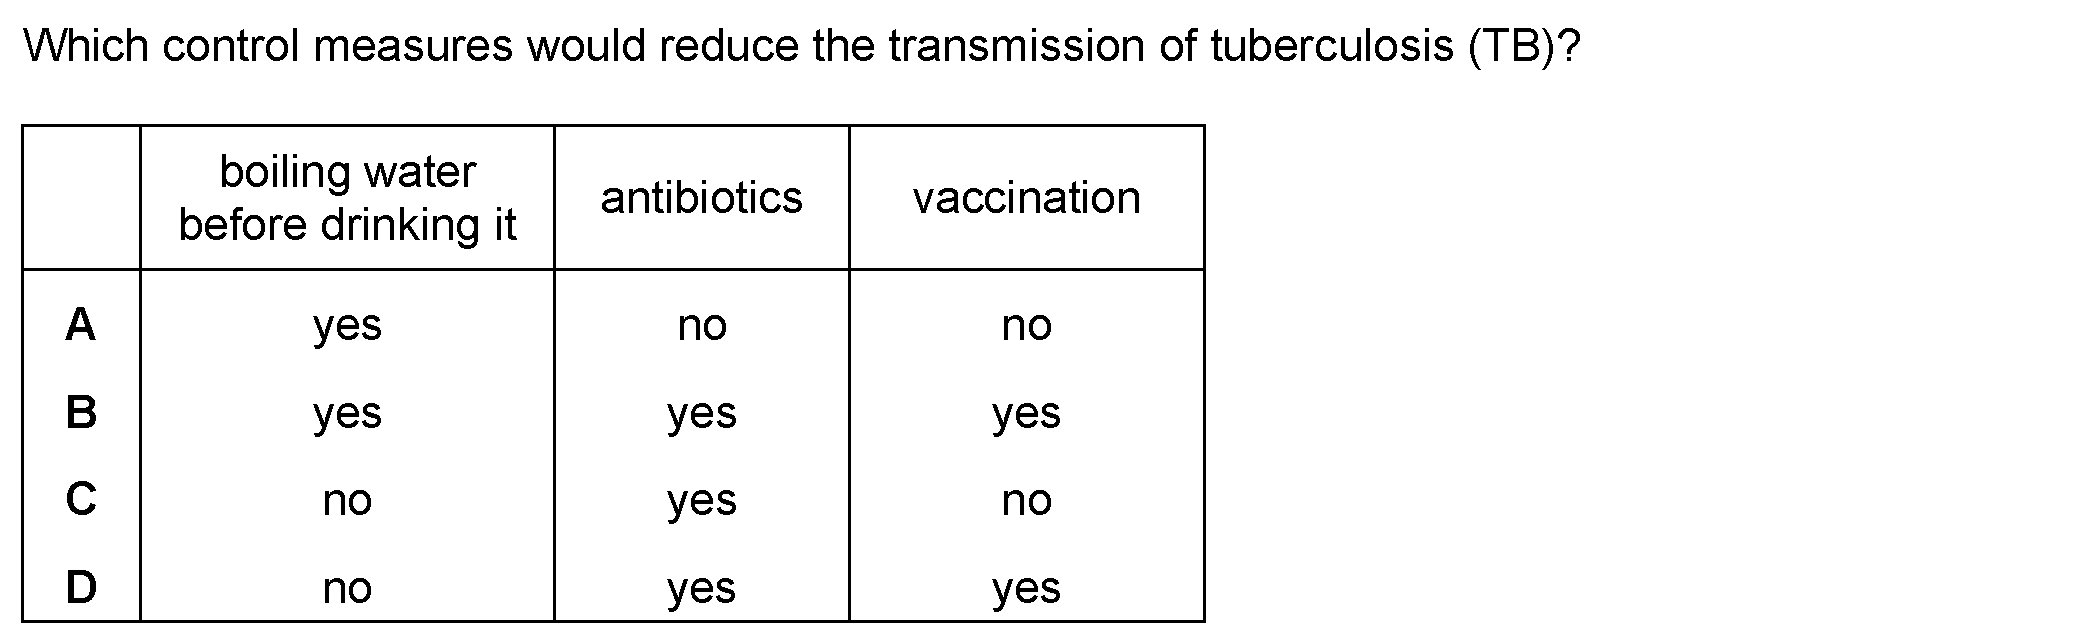 Which control measures would reduce the transmission of tuberculosis (TB)?
boiling water
before drinking it
antibiotics
vaccination
A yes no no
B yes yes yes
C no yes no
D no yes yes